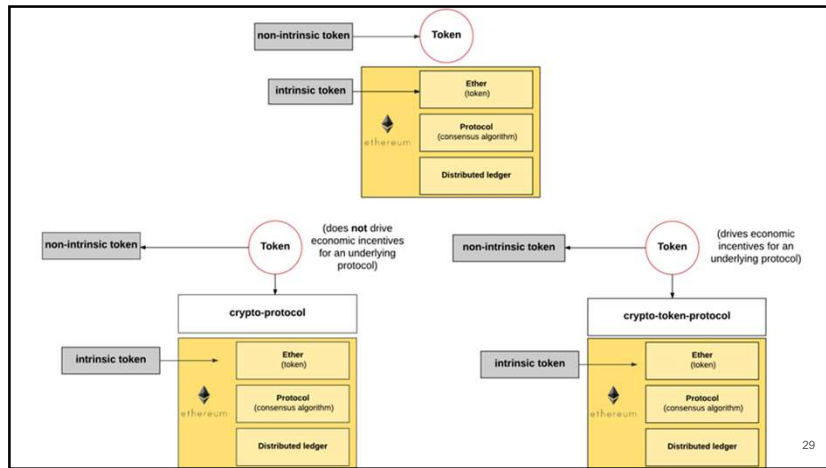 non-intrinsic token
Token
intrinsic token
Ether
(token)
ethereum
Protocol
(consensus algorithm)
Distributed ledger
non-intrinsic token
Token
(does not drive
economic incentives
for an underlying
protocol)
crypto-protocol
intrinsic token
Ether
(token)
ethereum
Protocol
(consensus algorithm)
Distributed ledger
non-intrinsic token
Token
(drives economic
incentives for an
underlying protocol)
crypto-token-protocol
intrinsic token
Ether
(token)
ethereum
Protocol
(consensus algorithm)
Distributed ledger
29